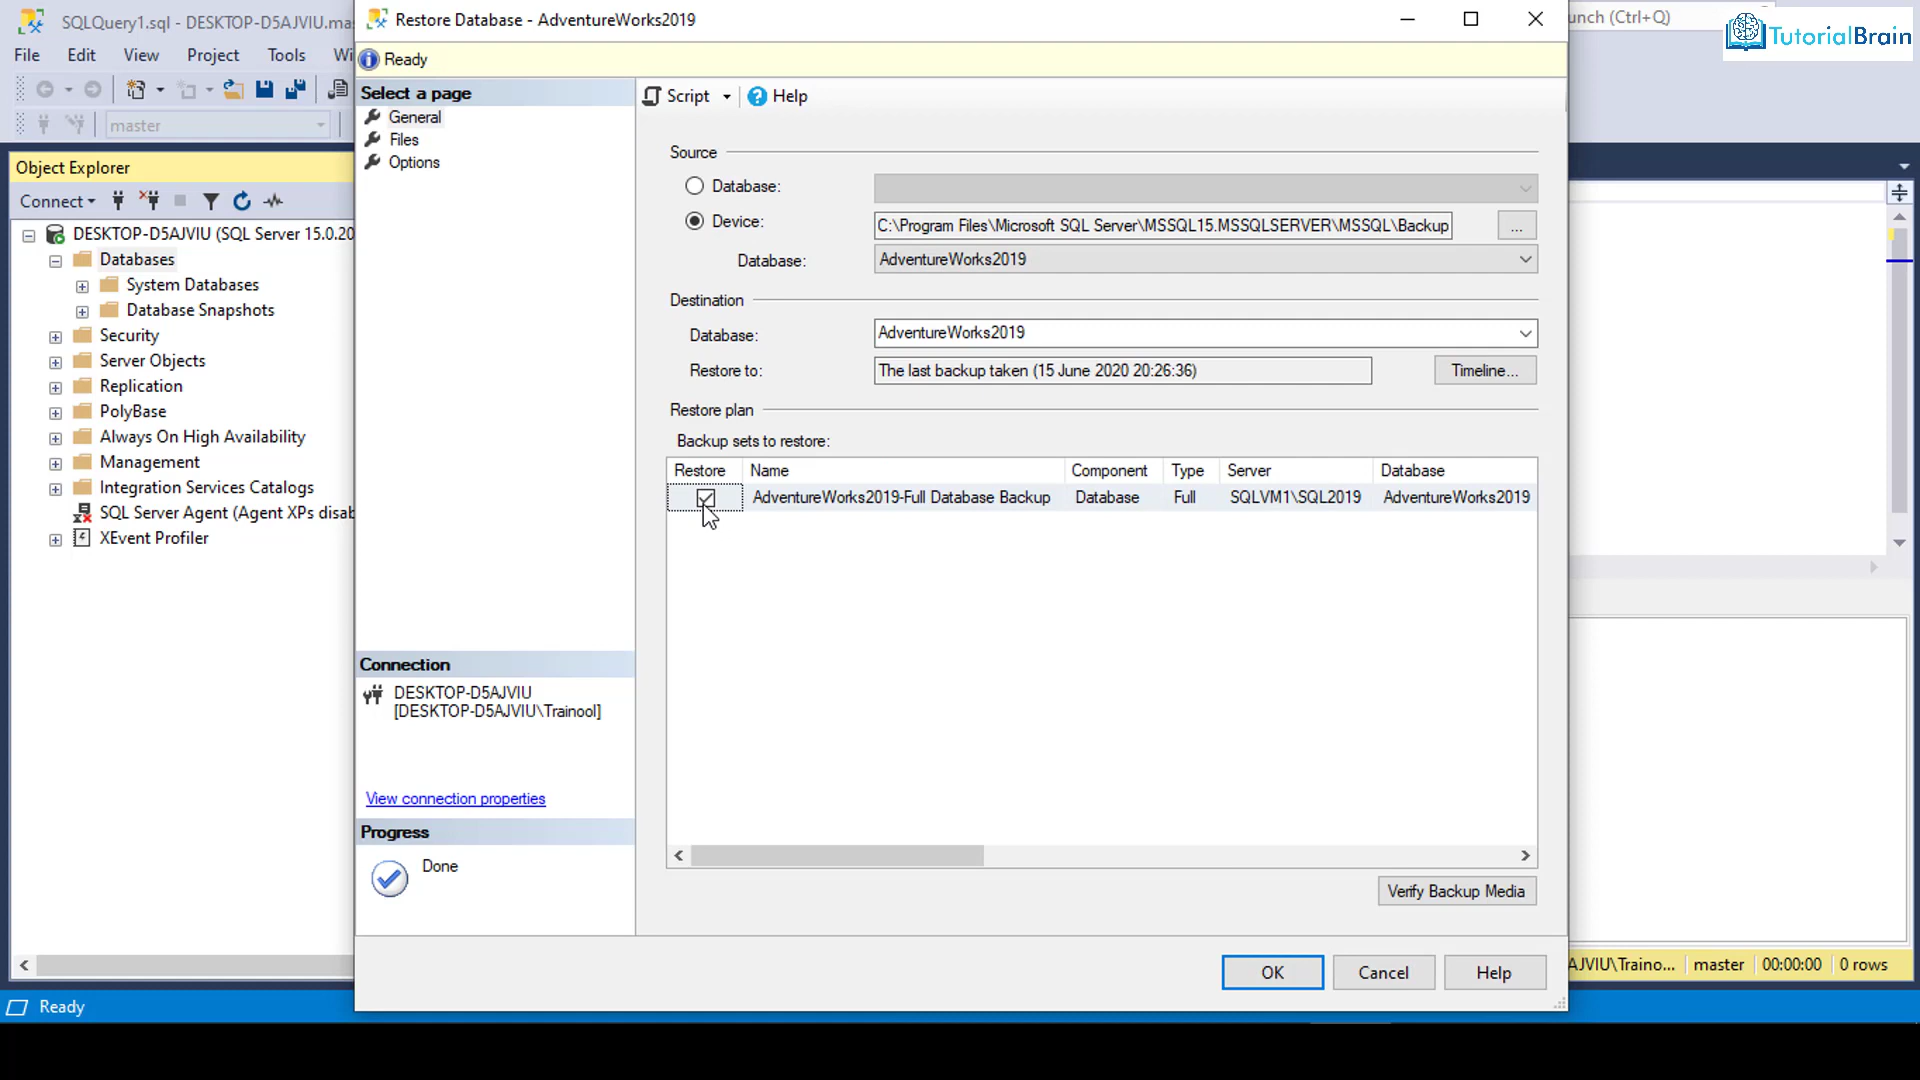 SQLQuery1.sql - DESKTOP-D5AJVIU.mas
Restore Database - AdventureWorks2019
unch (Ctrl+Q)
TutorialBrain
File Edit View Project Tools Wi
Ready
master
Select a page
General
Files
Options
Script
Help
Object Explorer
Connect
DESKTOP-D5AJVIU (SQL Server 15.0.20
Databases
System Databases
Database Snapshots
Security
Server Objects
Replication
PolyBase
Always On High Availability
Management
Integration Services Catalogs
SQL Server Agent (Agent XPs disab
XEvent Profiler
Source
Database:
Device: C:\Program Files\Microsoft SQL Server\MSSQL15.MSSQLSERVER\MSSQL\Backup ...
Database: AdventureWorks2019
Destination
Database: AdventureWorks2019
Restore to: The last backup taken (15 June 2020 20:26:36) Timeline...
Restore plan
Backup sets to restore:
Restore Name Component Type Server Database
AdventureWorks2019-Full Database Backup Database Full SQLVM1\SQL2019 AdventureWorks2019
Connection
DESKTOP-D5AJVIU
[DESKTOP-D5AJVIU\Trainool]
View connection properties
Progress
Done
Verify Backup Media
OK Cancel Help
AJVIU\Traino... master 00:00:00 0 rows
Ready